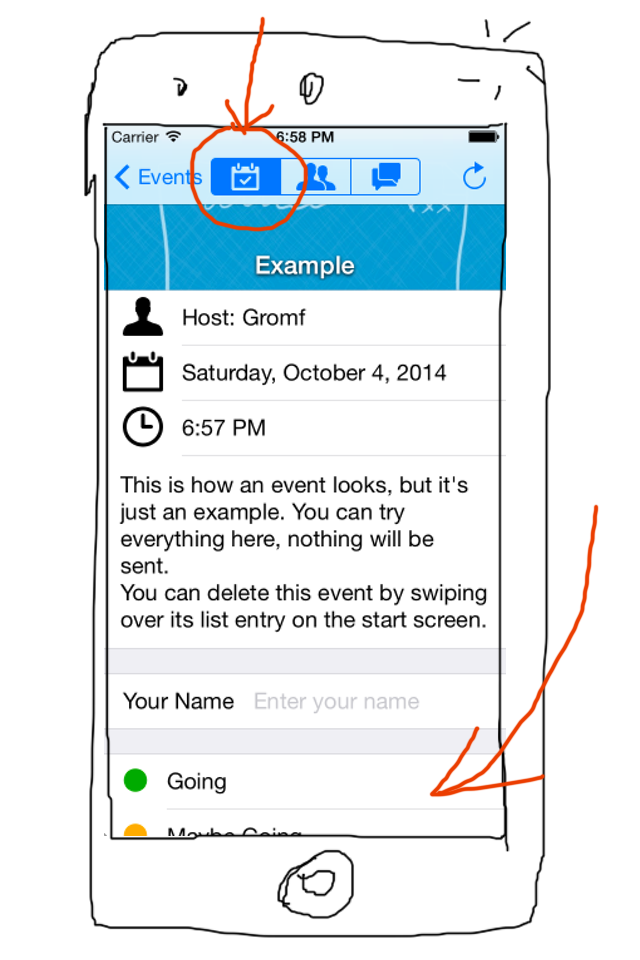 Carrier 6:58 PM
Events
Example
Host: Gromf
Saturday, October 4, 2014
6:57 PM
This is how an event looks, but it's
just an example. You can try
everything here, nothing will be
sent.
You can delete this event by swiping
over its list entry on the start screen.
Your Name Enter your name
Going
Maybe Going